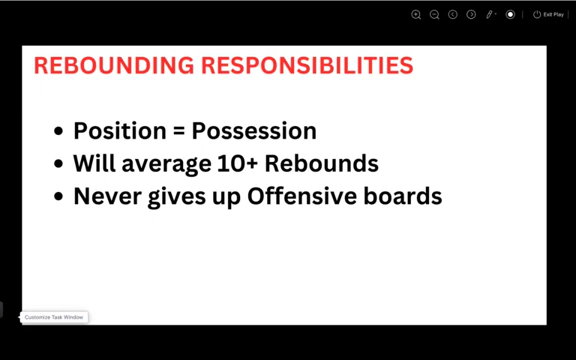 Exit Play
REBOUNDING RESPONSIBILITIES
• Position = Possession
• Will average 10+ Rebounds
• Never gives up Offensive boards
Customize Task Window